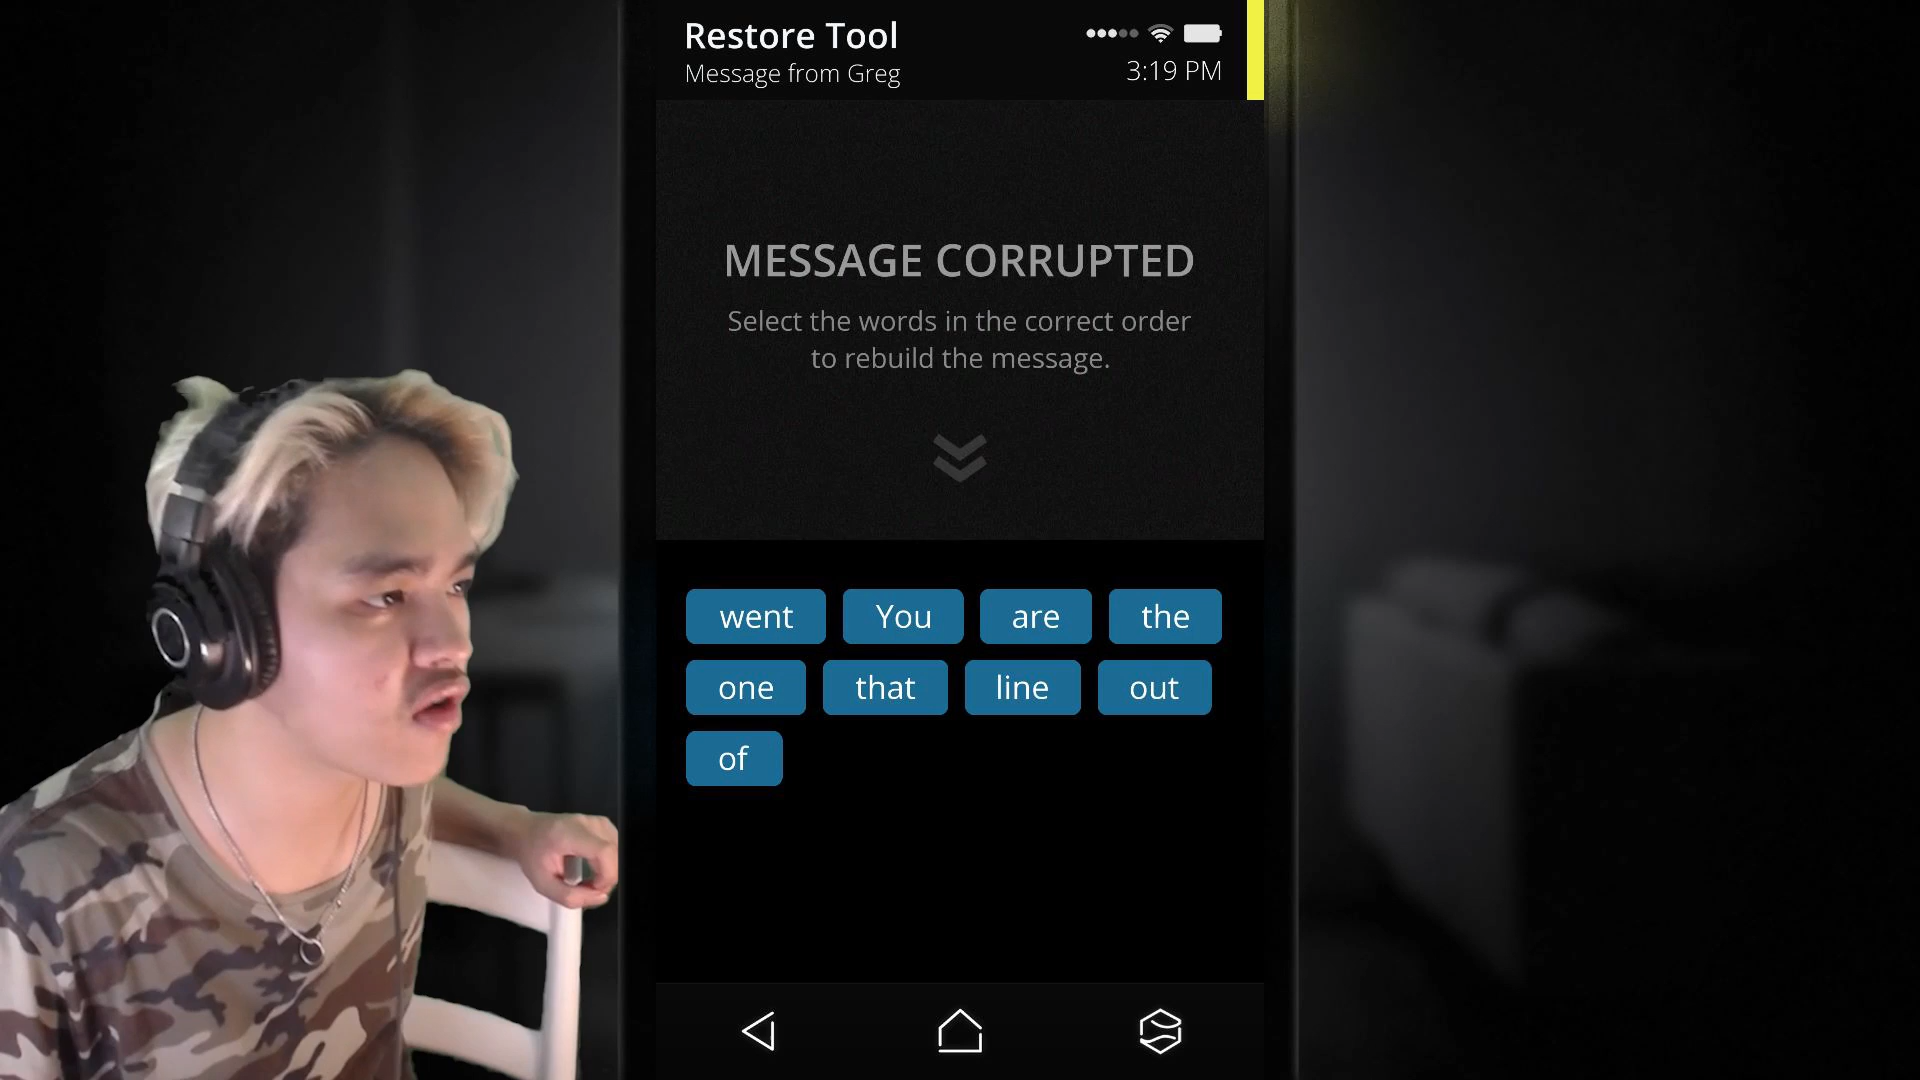 Restore Tool
Message from Greg
3:19 PM
MESSAGE CORRUPTED
Select the words in the correct order
to rebuild the message.
went You are the
one that line out
of